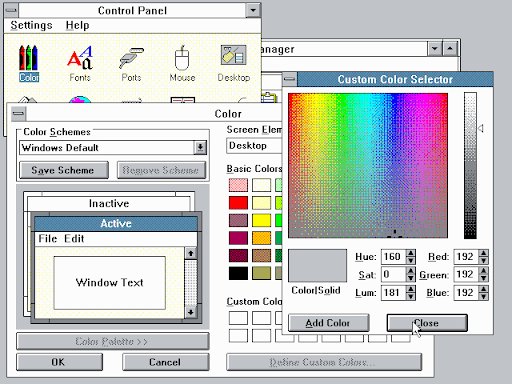 Control Panel
Settings Help
Color Fonts Ports Mouse Desktop
anager
Custom Color Selector
Color
Color Schemes
Windows Default
Save Scheme Remove Scheme
Inactive
Active
File Edit
Window Text
Color Palette >>
OK Cancel
Screen Elem
Desktop
Basic Colors
Custom Colo
Define Custom Colors...
Color|Solid
Hue: 160 Red: 192
Sat: 0 Green: 192
Lum: 181 Blue: 192
Add Color Close